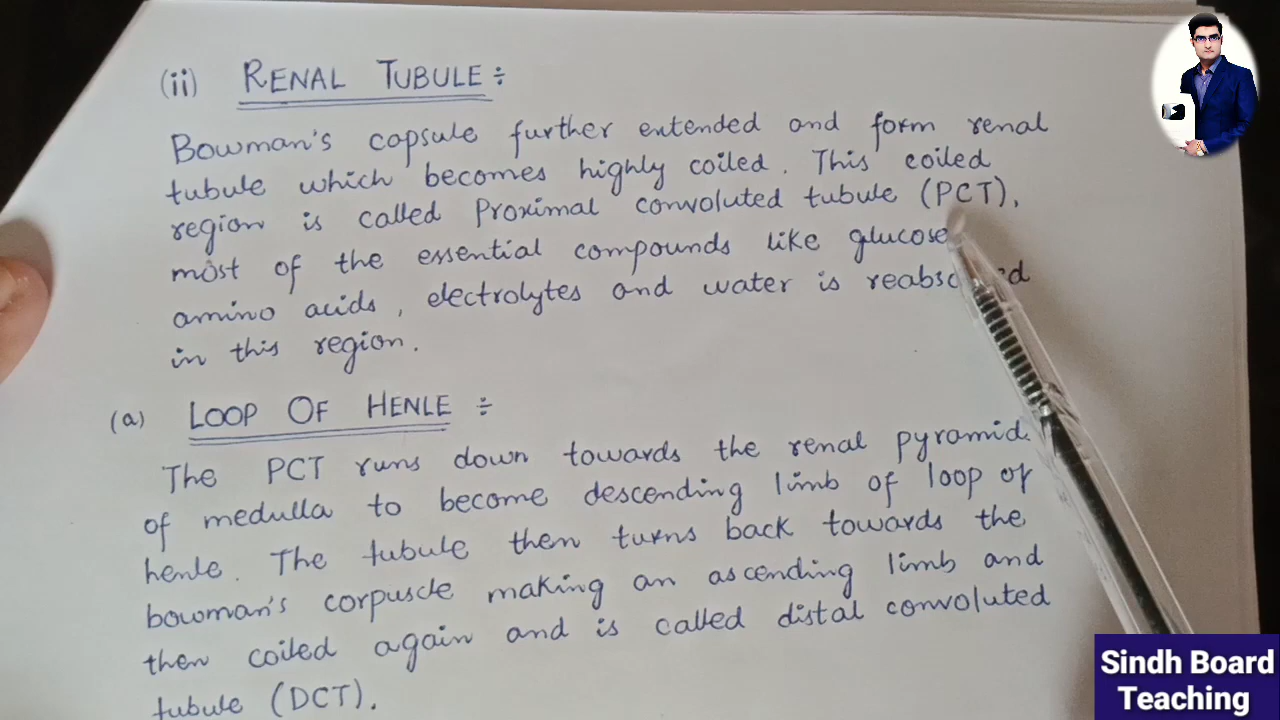 (ii) RENAL TUBULE :
Bowman's capsule further extended and form renal
tubule which becomes highly coiled. This coiled
region is called Proximal convoluted tubule (PCT).
most of the essential compounds like glucose
amino acids, electrolytes and water is
in this region.
(a) LOOP OF HENLE :
The PCT runs down towards the renal pyramid
of medulla to become descending limb of loop of
henle. The tubule then turns back towards the
bowman's corpuscle making an ascending limb and
then coiled again and is called distal convoluted
tubule (DCT).
Sindh Board
Teaching